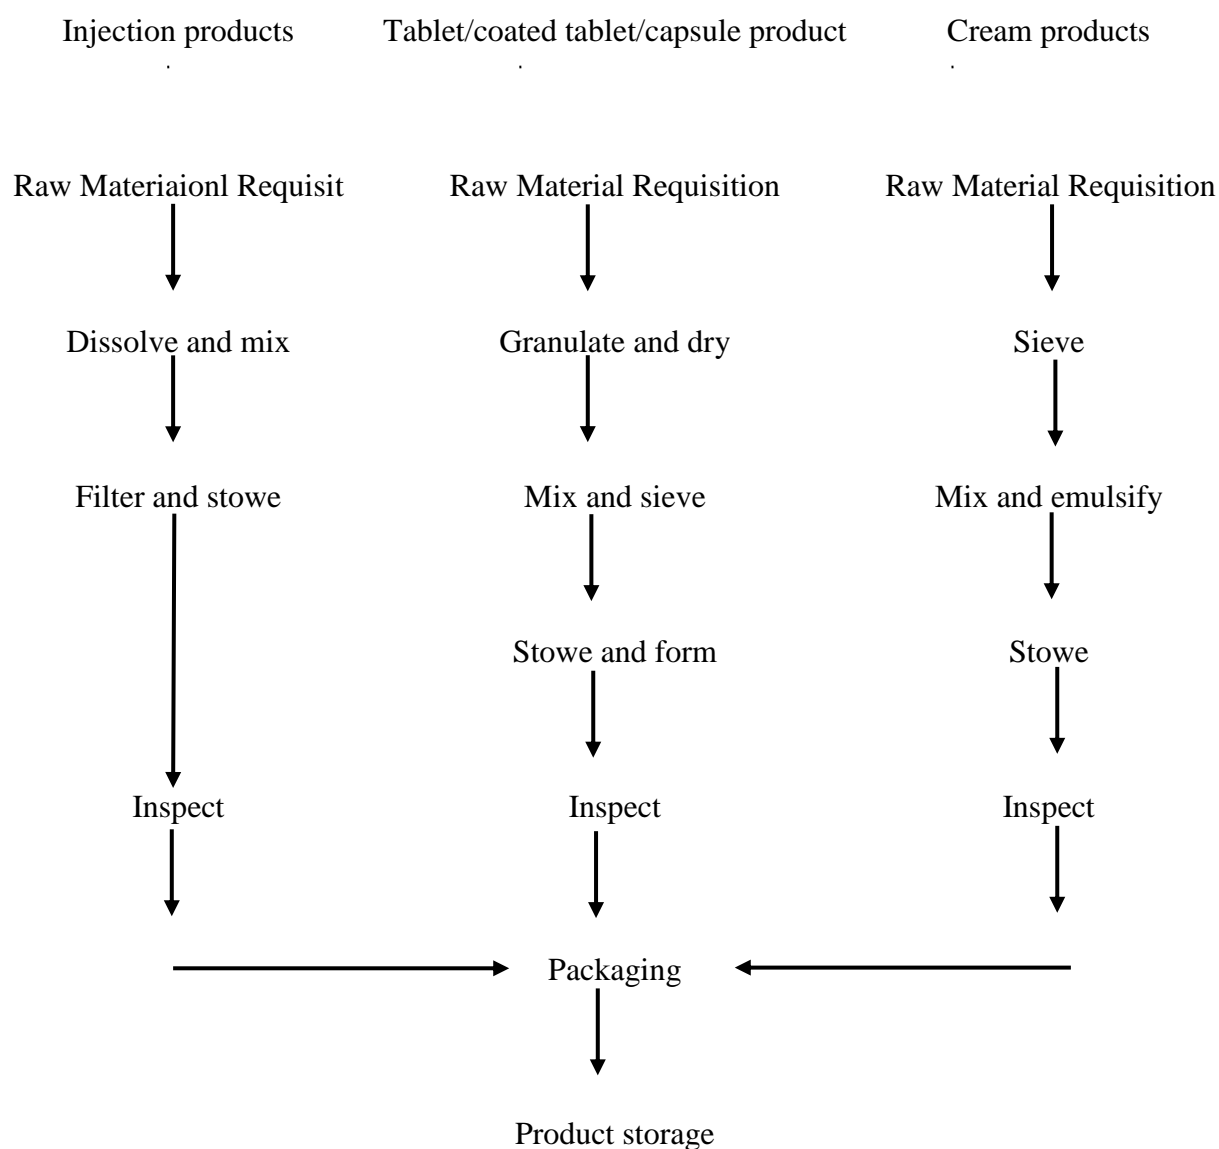 Injection products
Tablet/coated tablet/capsule product
Cream products
Raw Materiaionl Requisit
Raw Material Requisition
Raw Material Requisition
Dissolve and mix
Granulate and dry
Sieve
Filter and stowe
Mix and sieve
Mix and emulsify
Stowe and form
Stowe
Inspect
Inspect
Inspect
Packaging
Product storage